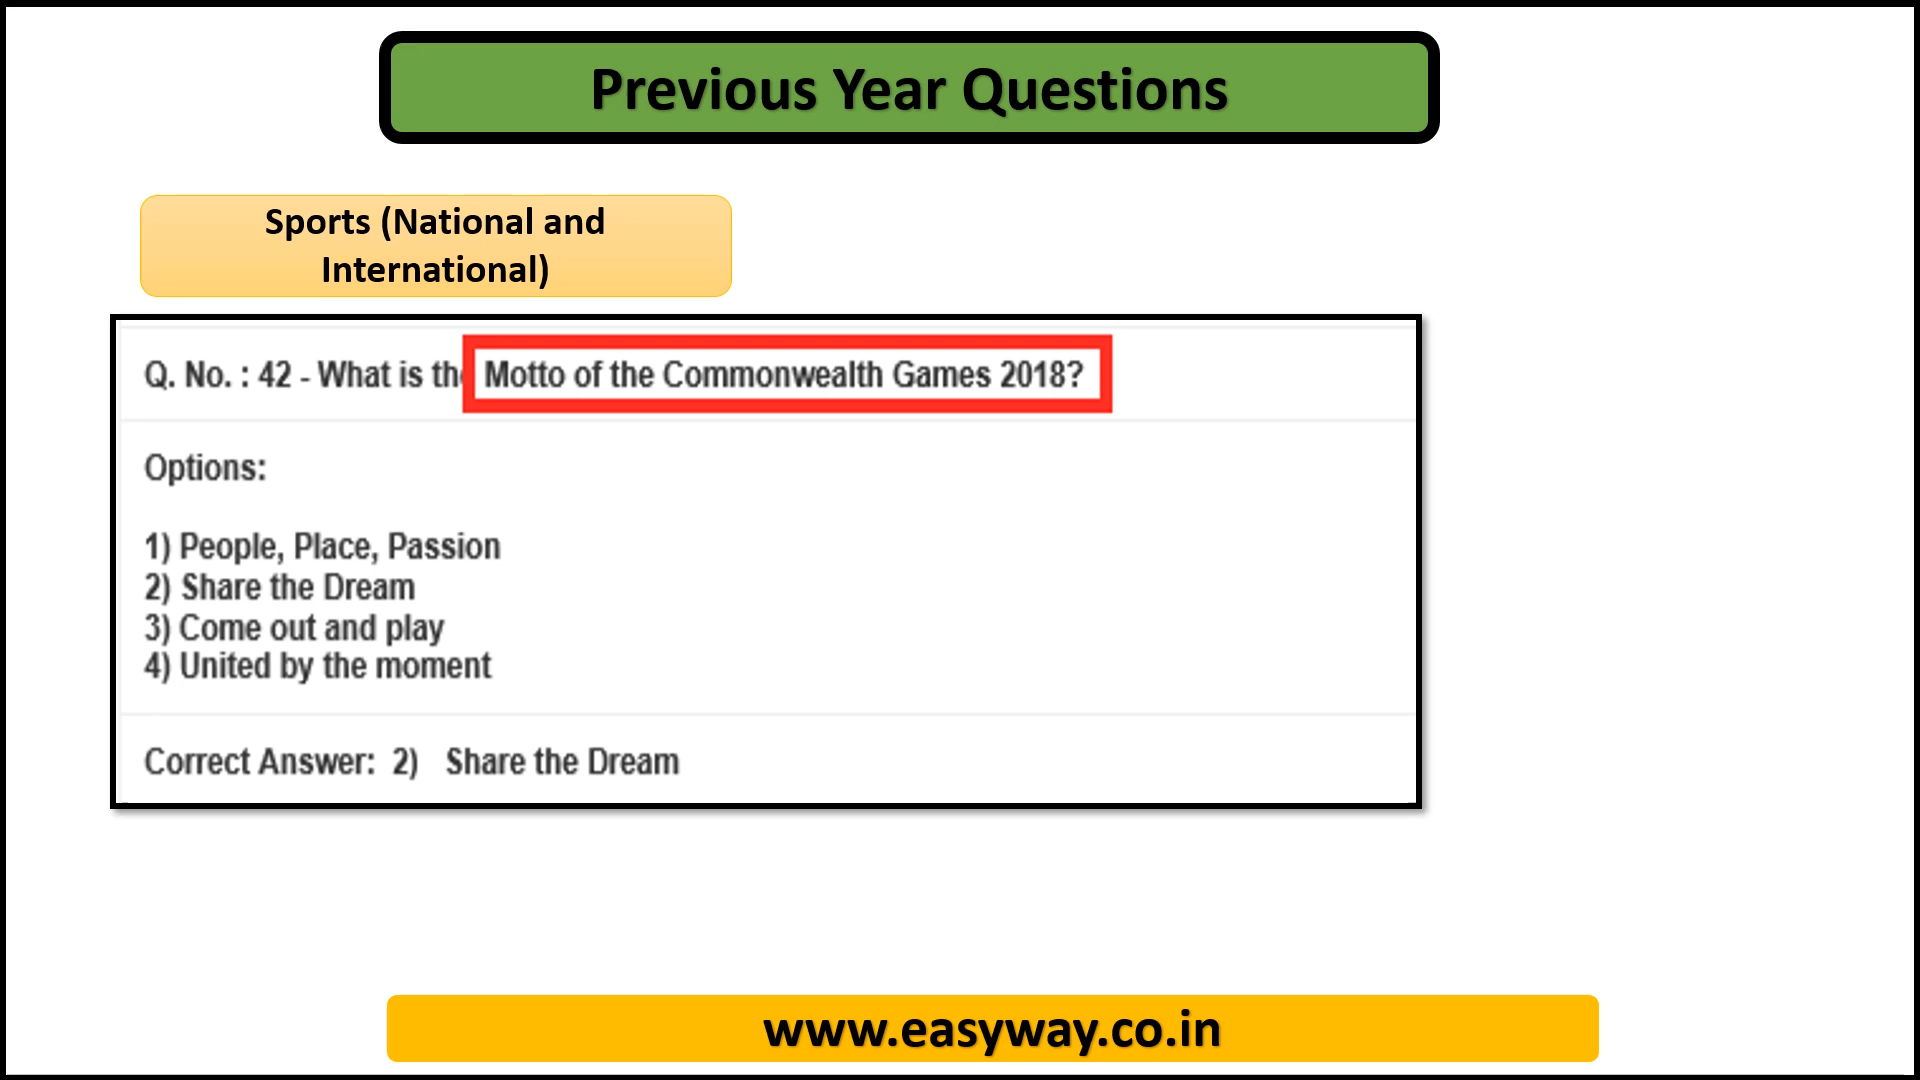 Previous Year Questions
Sports (National and
International)
Q. No. : 42 - What is the Motto of the Commonwealth Games 2018?
Options:
1) People, Place, Passion
2) Share the Dream
3) Come out and play
4) United by the moment
Correct Answer: 2) Share the Dream
www.easyway.co.in